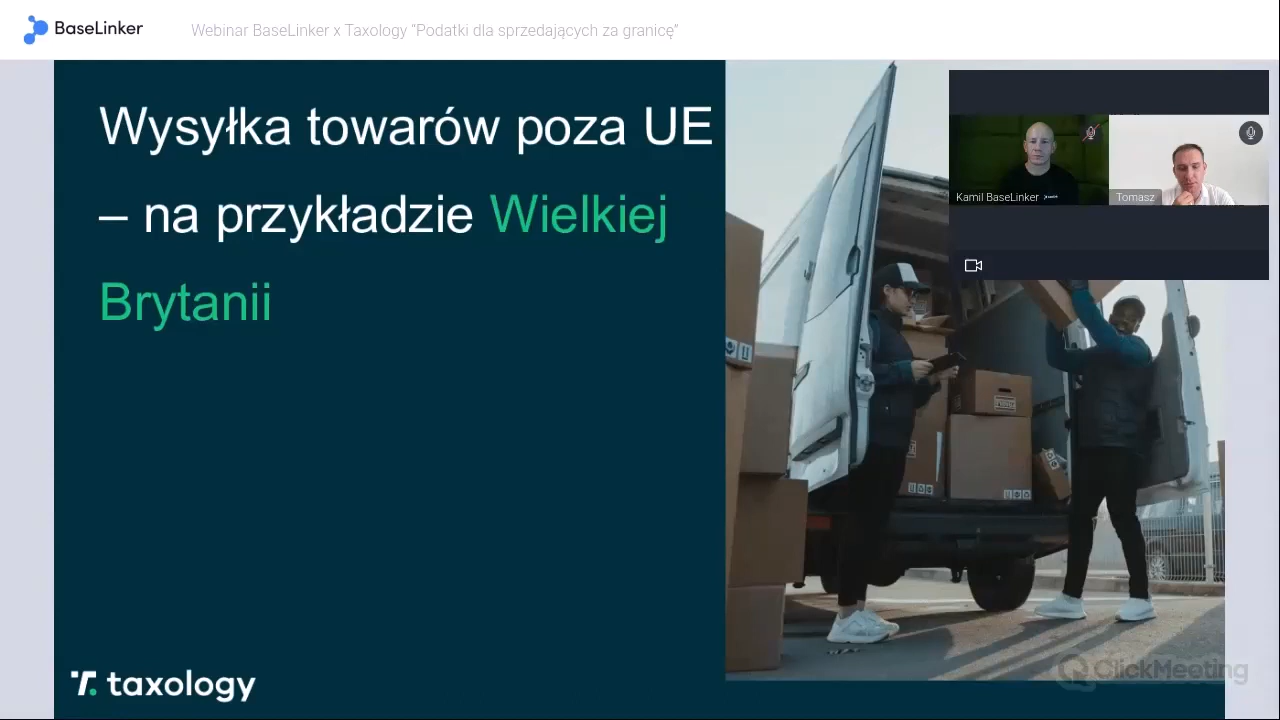 BaseLinker
Webinar BaseLinker x Taxology “Podatki dla sprzedających za granicę”
Wysyłka towarów poza UE
– na przykładzie Wielkiej
Brytanii
Kamil BaseLinker
Tomasz
taxology
ClickMeeting